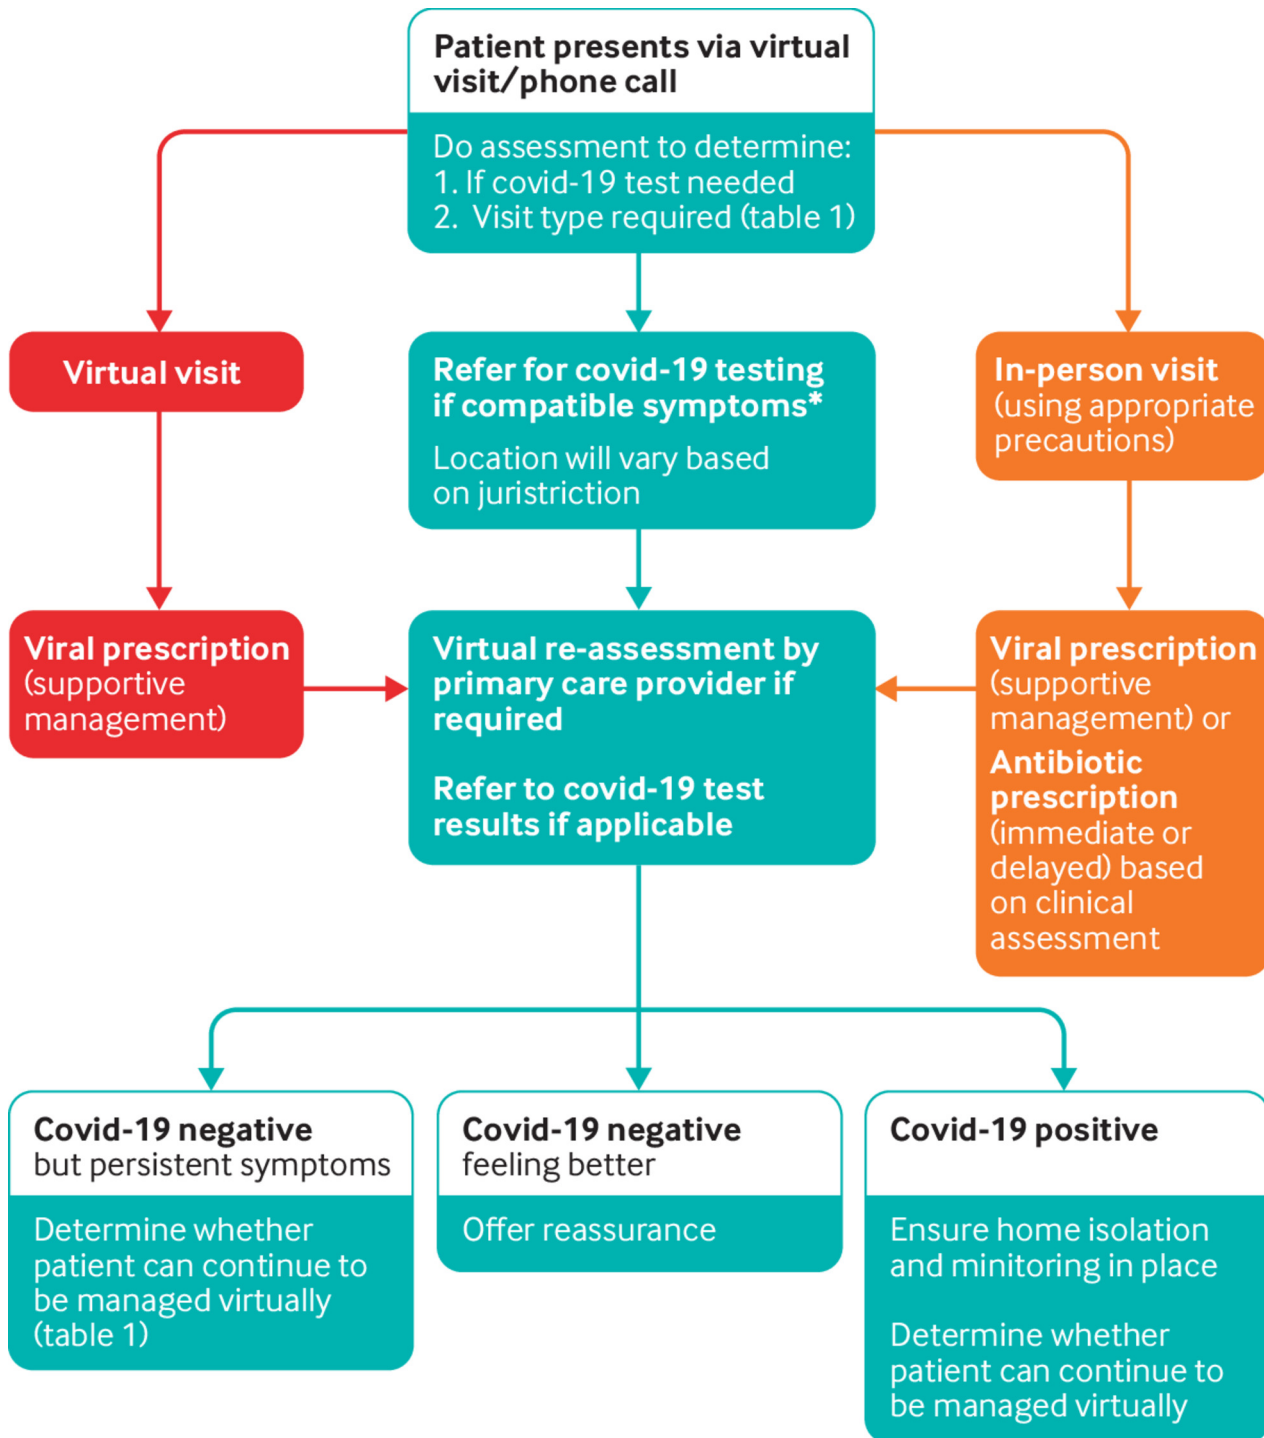 Patient presents via virtual
visit/phone call
Do assessment to determine:
1. If covid-19 test needed
2. Visit type required (table 1)
Virtual visit
Refer for covid-19 testing
if compatible symptoms*
Location will vary based
on juristriction
In-person visit
(using appropriate
precautions)
Viral prescription
(supportive
management)
Virtual re-assessment by
primary care provider if
required
Refer to covid-19 test
results if applicable
Viral prescription
(supportive
management) or
Antibiotic
prescription
(immediate or
delayed) based
on clinical
assessment
Covid-19 negative
but persistent symptoms
Determine whether
patient can continue to
be managed virtually
(table 1)
Covid-19 negative
feeling better
Offer reassurance
Covid-19 positive
Ensure home isolation
and minitoring in place
Determine whether
patient can continue to
be managed virtually